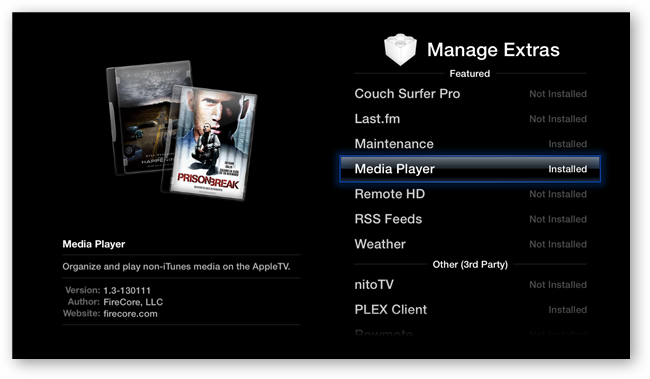 HAPPENING
PRISON BREAK
Media Player
Organize and play non-iTunes media on the AppleTV.
Version: 1.3-130111
Author: FireCore, LLC
Website: firecore.com
Manage Extras
Featured
Couch Surfer Pro Not Installed
Last.fm Not Installed
Maintenance Installed
Media Player Installed
Remote HD Not Installed
RSS Feeds Not Installed
Weather Not Installed
Other (3rd Party)
nitoTV Not Installed
PLEX Client Installed
Rowmote